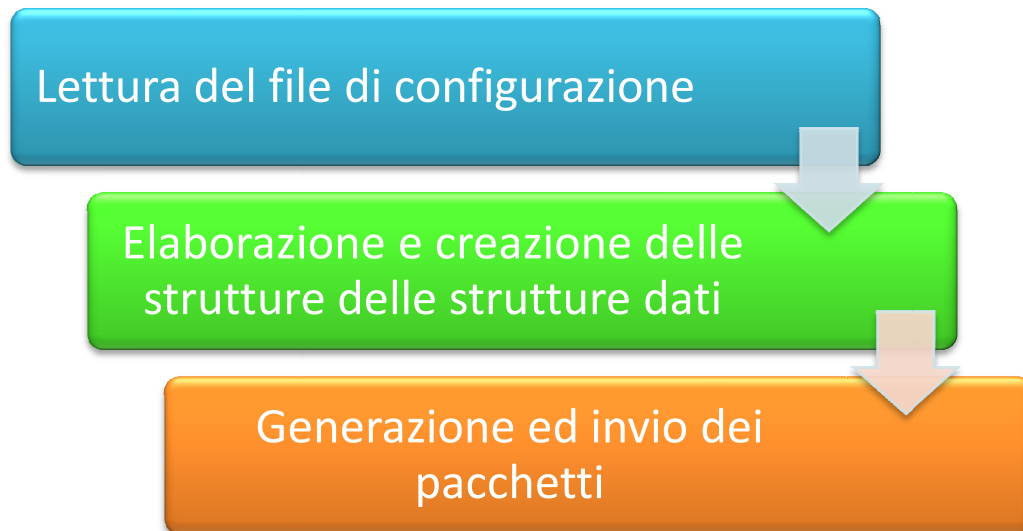 Lettura del file di configurazione
Elaborazione e creazione delle
strutture delle strutture dati
Generazione ed invio dei
pacchetti